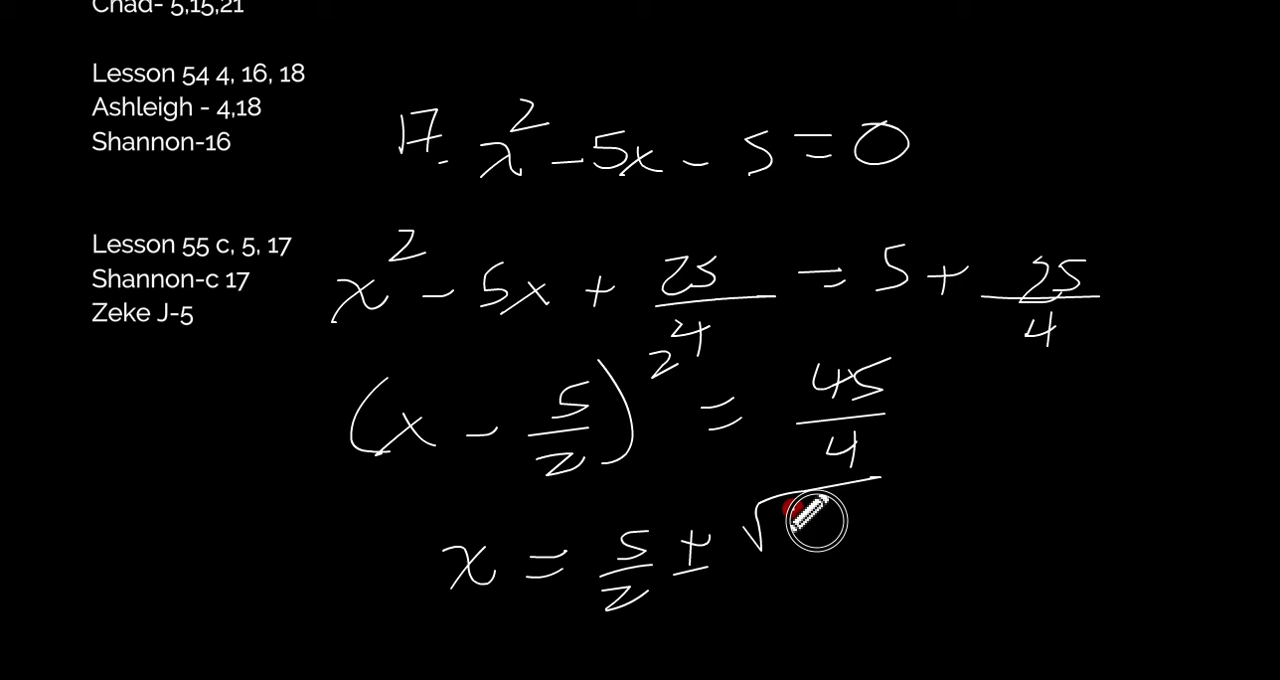 Chad- 5,15,21
Lesson 54 4, 16, 18
Ashleigh - 4,18
Shannon-16
Lesson 55 c, 5, 17
Shannon-c 17
Zeke J-5
17. x² - 5x - 5 = 0
x² - 5x + 25/4 = 5 + 25/4
(x - 5/2)² = 45/4
x = 5/2 ± √